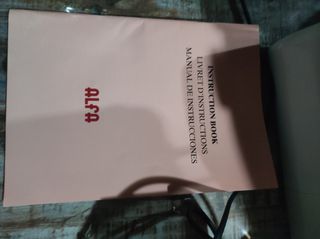 INSTRUCTION BOOK
LIVRET D'INSTRUCTIONS
MANUAL DE INSTRUCCIONES
ALFA